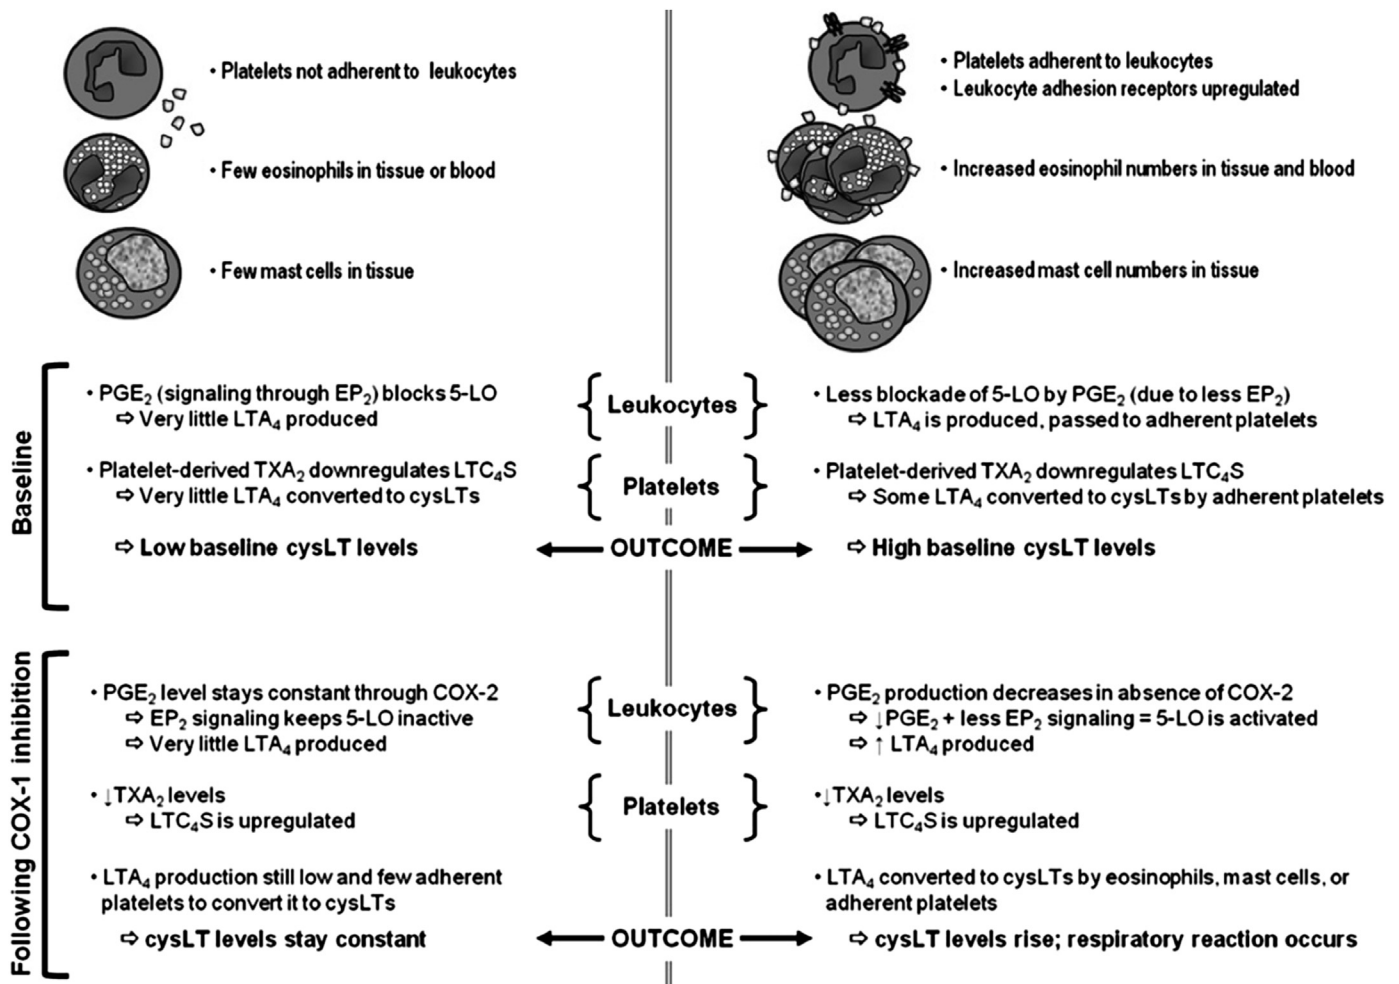 • Platelets not adherent to leukocytes
• Few eosinophils in tissue or blood
• Few mast cells in tissue
• Platelets adherent to leukocytes
• Leukocyte adhesion receptors upregulated
• Increased eosinophil numbers in tissue and blood
• Increased mast cell numbers in tissue
Baseline
• PGE₂ (signaling through EP₂) blocks 5-LO
⇨ Very little LTA₄ produced
• Platelet-derived TXA₂ downregulates LTC₄S
⇨ Very little LTA₄ converted to cysLTs
⇨ Low baseline cysLT levels
Leukocytes
Platelets
OUTCOME
• Less blockade of 5-LO by PGE₂ (due to less EP₂)
⇨ LTA₄ is produced, passed to adherent platelets
• Platelet-derived TXA₂ downregulates LTC₄S
⇨ Some LTA₄ converted to cysLTs by adherent platelets
⇨ High baseline cysLT levels
Following COX-1 inhibition
• PGE₂ level stays constant through COX-2
⇨ EP₂ signaling keeps 5-LO inactive
⇨ Very little LTA₄ produced
• ↓TXA₂ levels
⇨ LTC₄S is upregulated
• LTA₄ production still low and few adherent
platelets to convert it to cysLTs
⇨ cysLT levels stay constant
Leukocytes
Platelets
OUTCOME
• PGE₂ production decreases in absence of COX-2
⇨ ↓PGE₂ + less EP₂ signaling = 5-LO is activated
⇨ ↑ LTA₄ produced
•↓TXA₂ levels
⇨ LTC₄S is upregulated
• LTA₄ converted to cysLTs by eosinophils, mast cells, or
adherent platelets
⇨ cysLT levels rise; respiratory reaction occurs